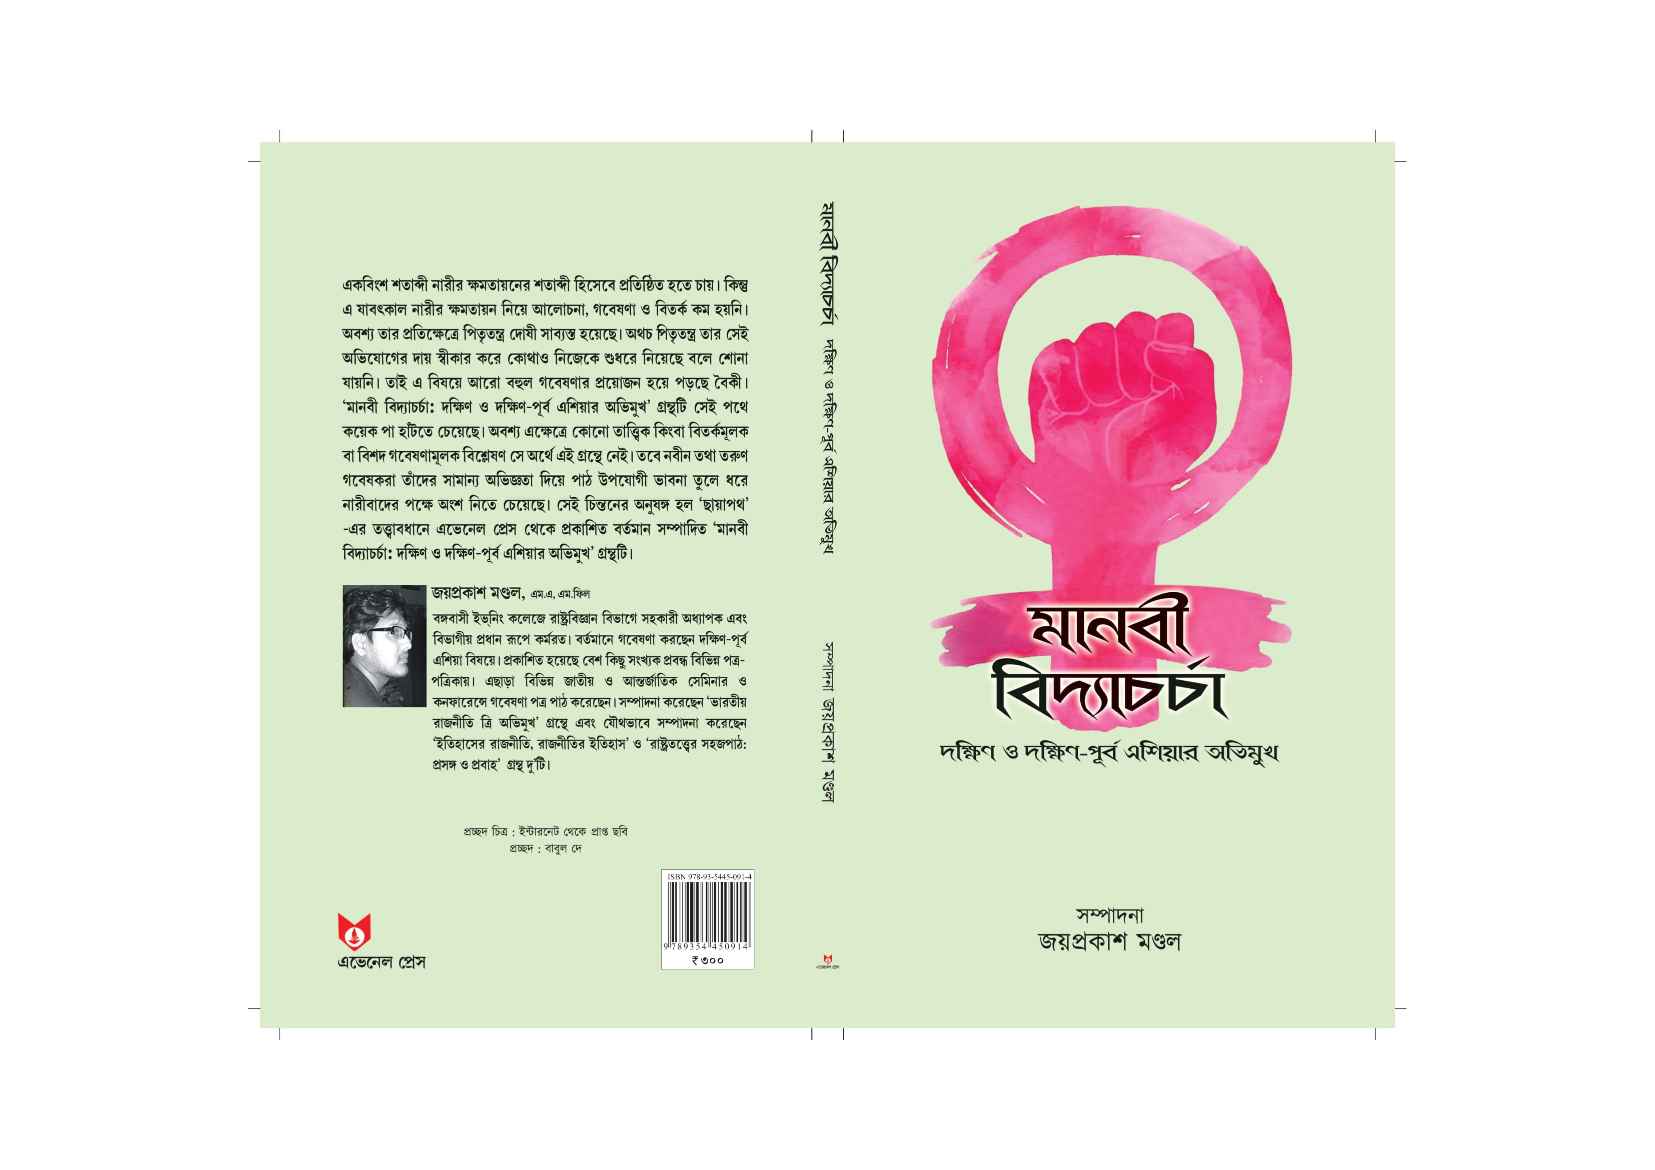 একবিংশ শতাব্দী নারীর ক্ষমতায়নের শতাব্দী হিসেবে প্রতিষ্ঠিত হতে চায়। কিন্তু
এ যাবৎকাল নারীর ক্ষমতায়ন নিয়ে আলোচনা, গবেষণা ও বিতর্ক কম হয়নি।
অবশ্য তার প্রতিক্ষেত্রে পিতৃতন্ত্র দোষী সাব্যস্ত হয়েছে। অথচ পিতৃতন্ত্র তার সেই
অভিযোগের দায় স্বীকার করে কোথাও নিজেকে শুধরে নিয়েছে বলে শোনা
যায়নি। তাই এ বিষয়ে আরো বহুল গবেষণার প্রয়োজন হয়ে পড়ছে বৈকী।
‘মানবী বিদ্যাচর্চা: দক্ষিণ ও দক্ষিণ-পূর্ব এশিয়ার অভিমুখ’ গ্রন্থটি সেই পথে
কয়েক পা হাঁটতে চেয়েছে। অবশ্য এক্ষেত্রে কোনো তাত্ত্বিক কিংবা বিতর্কমূলক
বা বিশদ গবেষণামূলক বিশ্লেষণ সে অর্থে এই গ্রন্থে নেই। তবে নবীন তথা তরুণ
গবেষকরা তাঁদের সামান্য অভিজ্ঞতা দিয়ে পাঠ উপযোগী ভাবনা তুলে ধরে
নারীবাদের পক্ষে অংশ নিতে চেয়েছে। সেই চিন্তনের অনুষঙ্গ হল ‘ছায়াপথ’
-এর তত্ত্বাবধানে এভেনেল প্রেস থেকে প্রকাশিত বর্তমান সম্পাদিত ‘মানবী
বিদ্যাচর্চা: দক্ষিণ ও দক্ষিণ-পূর্ব এশিয়ার অভিমুখ’ গ্রন্থটি।
জয়প্রকাশ মণ্ডল, এম.এ, এম.ফিল
বঙ্গবাসী ইভ্‌নিং কলেজে রাষ্ট্রবিজ্ঞান বিভাগে সহকারী অধ্যাপক এবং
বিভাগীয় প্রধান রূপে কর্মরত। বর্তমানে গবেষণা করছেন দক্ষিণ-পূর্ব
এশিয়া বিষয়ে। প্রকাশিত হয়েছে বেশ কিছু সংখ্যক প্রবন্ধ বিভিন্ন পত্র-
পত্রিকায়। এছাড়া বিভিন্ন জাতীয় ও আন্তর্জাতিক সেমিনার ও
কনফারেন্সে গবেষণা পত্র পাঠ করেছেন। সম্পাদনা করেছেন ‘ভারতীয়
রাজনীতি ত্রি অভিমুখ’ গ্রন্থে এবং যৌথভাবে সম্পাদনা করেছেন
‘ইতিহাসের রাজনীতি, রাজনীতির ইতিহাস’ ও ‘রাষ্ট্রতত্ত্বের সহজপাঠ:
প্রসঙ্গ ও প্রবাহ’ গ্রন্থ দু’টি।
প্রচ্ছদ চিত্র : ইন্টারনেট থেকে প্রাপ্ত ছবি
প্রচ্ছদ : বাবুল দে
এভেনেল প্রেস
ISBN 978-93-5445-091-4
9 789354 450914
₹ ৩০০
মানবী বিদ্যাচর্চা দক্ষিণ ও দক্ষিণ-পূর্ব এশিয়ার অভিমুখ
সম্পাদনা জয়প্রকাশ মণ্ডল
এভেনেল প্রেস
মানবী
বিদ্যাচর্চা
দক্ষিণ ও দক্ষিণ-পূর্ব এশিয়ার অভিমুখ
সম্পাদনা
জয়প্রকাশ মণ্ডল